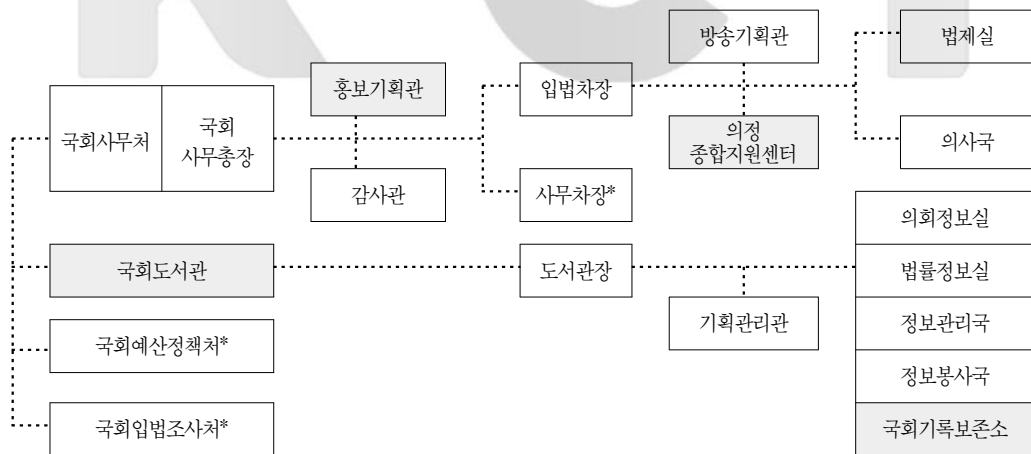 방송기획관
법제실
홍보기획관
입법차장
국회사무처
국회
사무총장
의정
종합지원센터
의사국
감사관
사무차장*
의회정보실
국회도서관
도서관장
법률정보실
기획관리관
정보관리국
국회예산정책처*
정보봉사국
국회입법조사처*
국회기록보존소